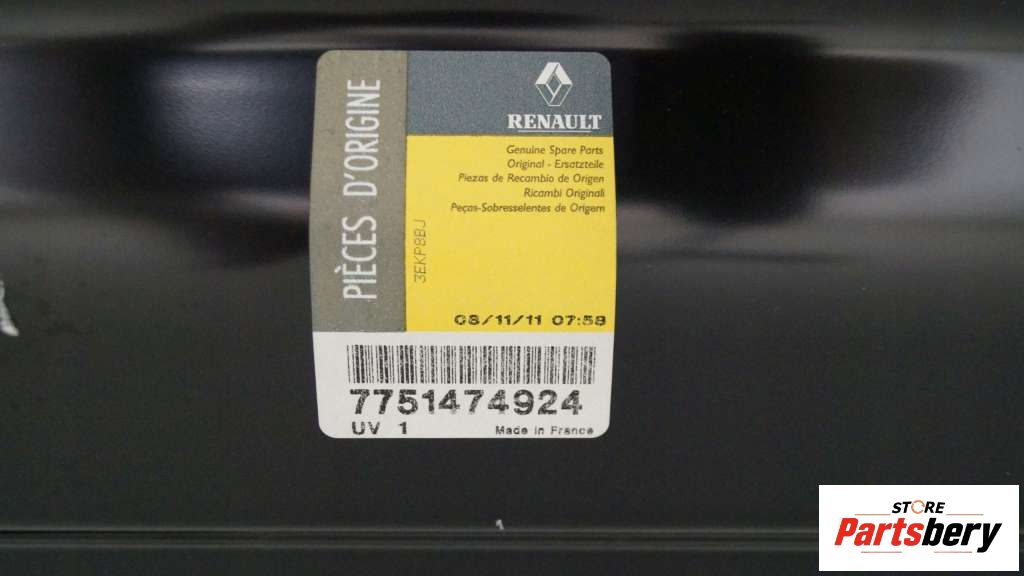 PIÈCES D'ORIGINE
RENAULT
Genuine Spare Parts
Original - Ersatzteile
Piezas de Recambio de Origen
Ricambi Originali
Peças-Sobresselentes de Origem
3EKP8BJ
08/11/11 07:58
7751474924
UV 1 Made in France
STORE
Partsbery